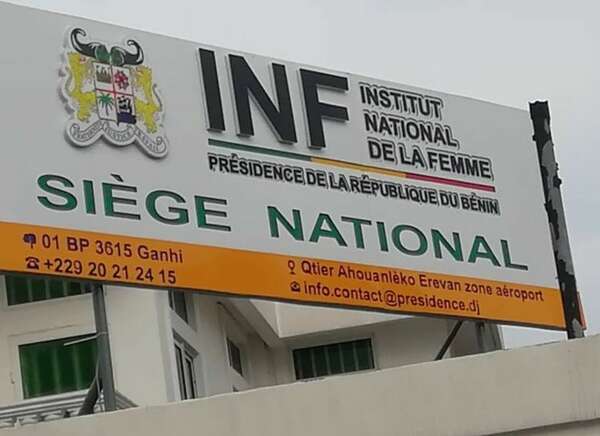 INF
INSTITUT
NATIONAL
DE LA FEMME
PRÉSIDENCE DE LA RÉPUBLIQUE DU BÉNIN
SIÈGE NATIONAL
01 BP 3615 Ganhi
+229 20 21 24 15
Qtier Ahouanlèko Erevan zone aéroport
info.contact@presidence.dj